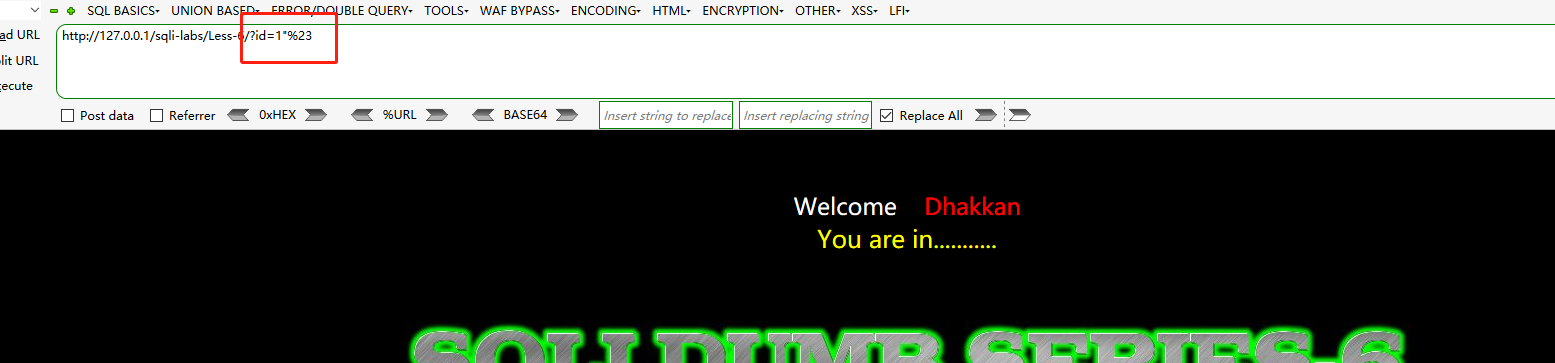 SQL BASICS▾ UNION BASED▾ ERROR/DOUBLE QUERY▾ TOOLS▾ WAF BYPASS▾ ENCODING▾ HTML▾ ENCRYPTION▾ OTHER▾ XSS▾ LFI▾
ad URL
http://127.0.0.1/sqli-labs/Less-6/?id=1"%23
lit URL
ecute
Post data Referrer 0xHEX %URL BASE64 Insert string to replace Insert replacing string Replace All
Welcome Dhakkan
You are in...........
SQLI DUMB SERIES-6